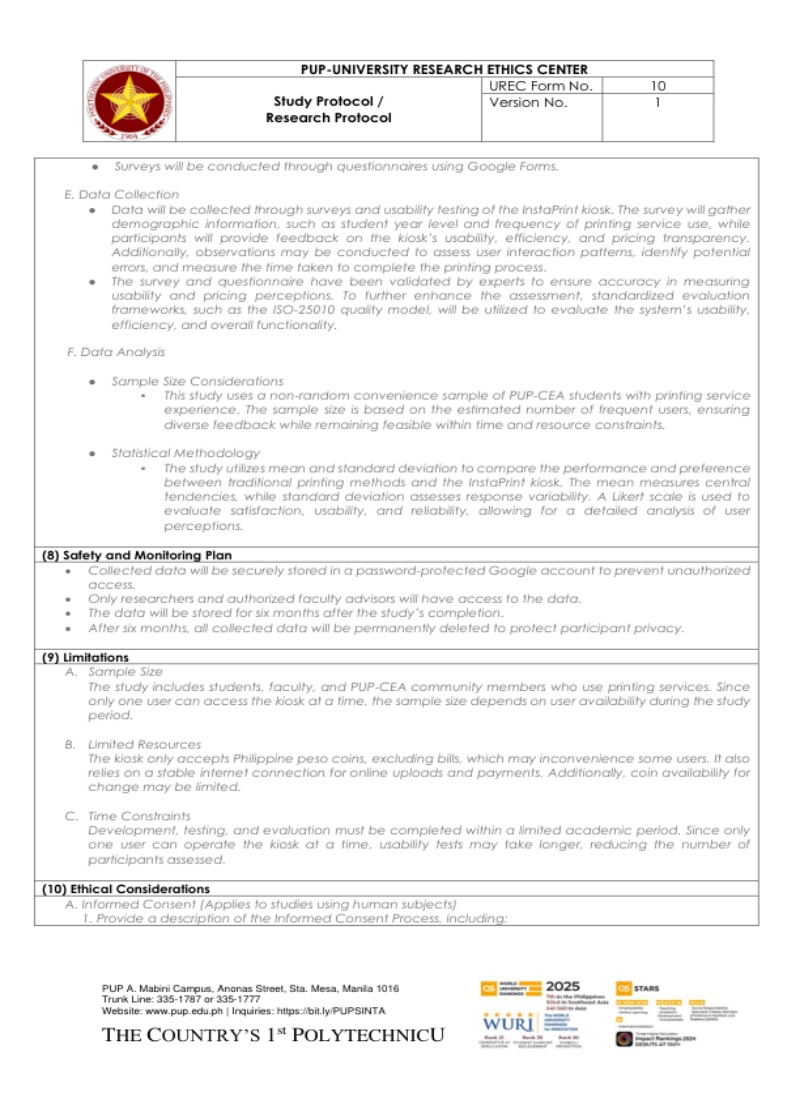 PUP-UNIVERSITY RESEARCH ETHICS CENTER
Study Protocol /
Research Protocol
UREC Form No.
10
Version No.
1
POLYTECHNIC UNIVERSITY OF THE PHILIPPINES
1904
● Surveys will be conducted through questionnaires using Google Forms.
E. Data Collection
● Data will be collected through surveys and usability testing of the InstaPrint kiosk. The survey will gather
demographic information, such as student year level and frequency of printing service use, while
participants will provide feedback on the kiosk's usability, efficiency, and pricing transparency.
Additionally, observations may be conducted to assess user interaction patterns, identify potential
errors, and measure the time taken to complete the printing process.
● The survey and questionnaire have been validated by experts to ensure accuracy in measuring
usability and pricing perceptions. To further enhance the assessment, standardized evaluation
frameworks, such as the ISO-25010 quality model, will be utilized to evaluate the system's usability,
efficiency, and overall functionality.
F. Data Analysis
● Sample Size Considerations
▪ This study uses a non-random convenience sample of PUP-CEA students with printing service
experience. The sample size is based on the estimated number of frequent users, ensuring
diverse feedback while remaining feasible within time and resource constraints.
● Statistical Methodology
▪ The study utilizes mean and standard deviation to compare the performance and preference
between traditional printing methods and the InstaPrint kiosk. The mean measures central
tendencies, while standard deviation assesses response variability. A Likert scale is used to
evaluate satisfaction, usability, and reliability, allowing for a detailed analysis of user
perceptions.
(8) Safety and Monitoring Plan
● Collected data will be securely stored in a password-protected Google account to prevent unauthorized
access.
● Only researchers and authorized faculty advisors will have access to the data.
● The data will be stored for six months after the study's completion.
● After six months, all collected data will be permanently deleted to protect participant privacy.
(9) Limitations
A. Sample Size
The study includes students, faculty, and PUP-CEA community members who use printing services. Since
only one user can access the kiosk at a time, the sample size depends on user availability during the study
period.
B. Limited Resources
The kiosk only accepts Philippine peso coins, excluding bills, which may inconvenience some users. It also
relies on a stable internet connection for online uploads and payments. Additionally, coin availability for
change may be limited.
C. Time Constraints
Development, testing, and evaluation must be completed within a limited academic period. Since only
one user can operate the kiosk at a time, usability tests may take longer, reducing the number of
participants assessed.
(10) Ethical Considerations
A. Informed Consent (Applies to studies using human subjects)
1. Provide a description of the Informed Consent Process, including:
PUP A. Mabini Campus, Anonas Street, Sta. Mesa, Manila 1016
Trunk Line: 335-1787 or 335-1777
Website: www.pup.edu.ph | Inquiries: https://bit.ly/PUPSINTA
THE COUNTRY'S 1st POLYTECHNICU
QS WORLD UNIVERSITY RANKINGS
2025
7th in the Philippines
92nd in Southeast Asia
WURI
QS STARS
Impact Rankings 2024